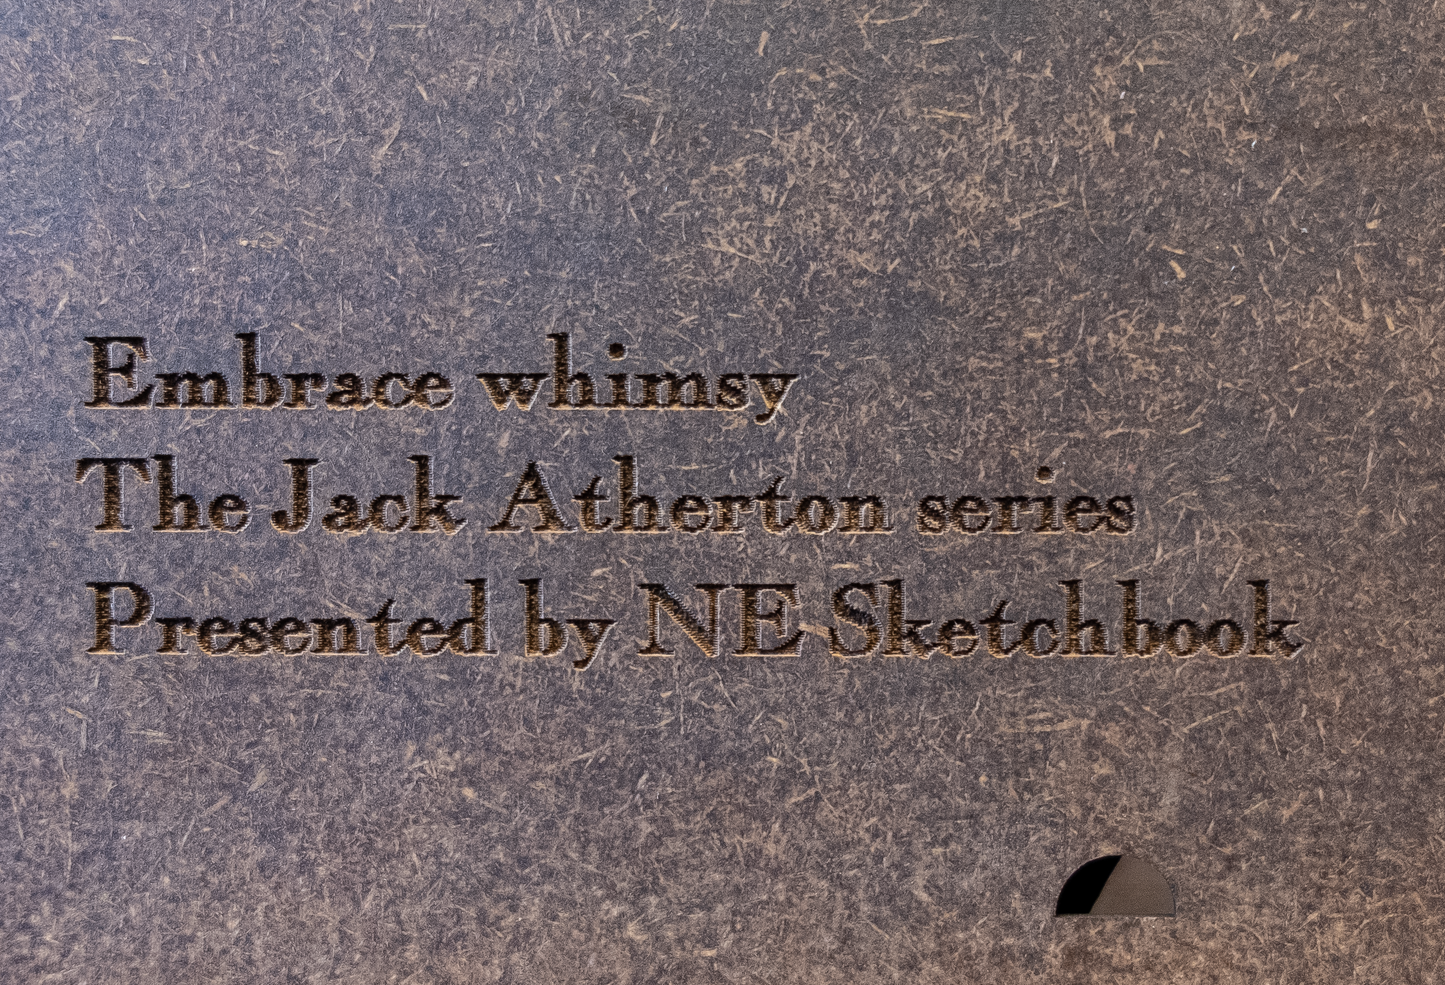 Embrace whimsy
The Jack Atherton series
Presented by NE Sketchbook